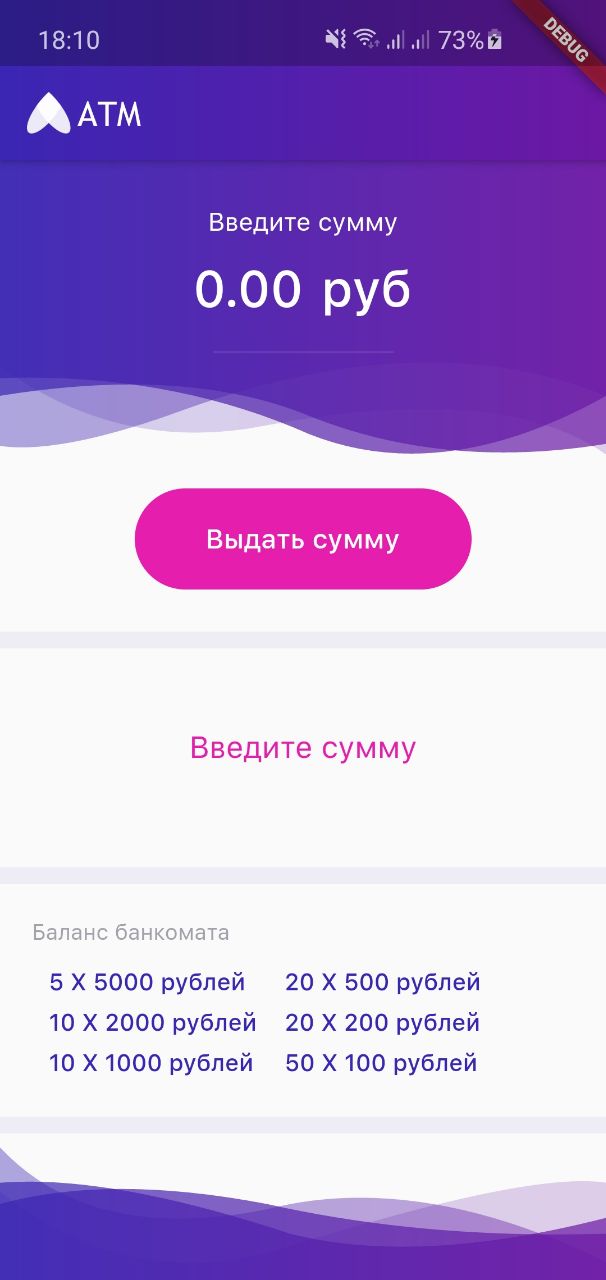 18:10
73%
DEBUG
ATM
Введите сумму
0.00 руб
Выдать сумму
Введите сумму
Баланс банкомата
5 X 5000 рублей 20 X 500 рублей
10 X 2000 рублей 20 X 200 рублей
10 X 1000 рублей 50 X 100 рублей